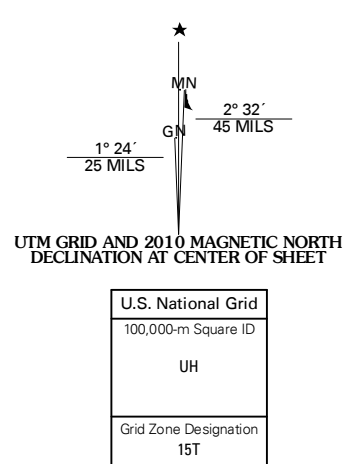 ★
MN
2° 32´
45 MILS
GN
1° 24´
25 MILS
UTM GRID AND 2010 MAGNETIC NORTH
DECLINATION AT CENTER OF SHEET
U.S. National Grid
100,000-m Square ID
UH
Grid Zone Designation
15T